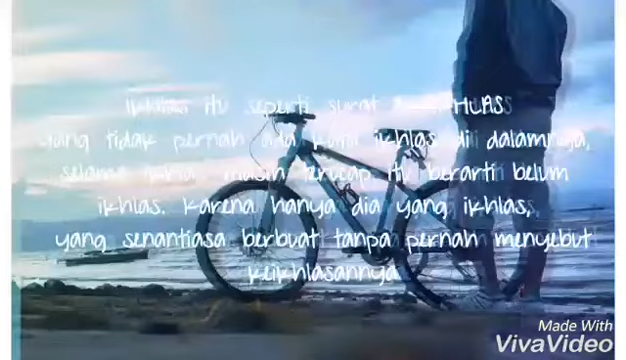 Ikhlas itu seperti surat
yang tidak pernah ada kata ikhlas di dalamnya,
selama masih terucap itu berarti belum
ikhlas. Karena hanya dia yang ikhlas,
yang senantiasa berbuat tanpa pernah menyebut
keikhlasannya
Made With
VivaVideo